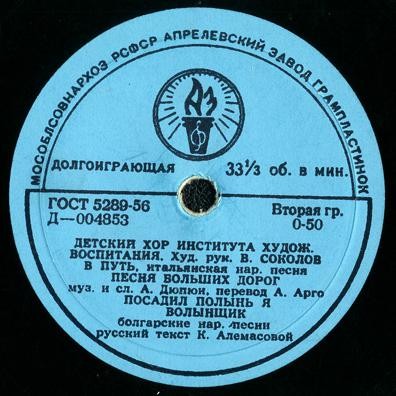 МОСОБЛСОВНАРХОЗ РСФСР АПРЕЛЕВСКИЙ ЗАВОД ГРАМПЛАСТИНОК
АЗ
ДОЛГОИГРАЮЩАЯ 33⅓ об. в мин.
ГОСТ 5289-56 Вторая гр.
Д—004853 0-50
ДЕТСКИЙ ХОР ИНСТИТУТА ХУДОЖ.
ВОСПИТАНИЯ. Худ. рук. В. СОКОЛОВ
В ПУТЬ, итальянская нар. песня
ПЕСНЯ БОЛЬШИХ ДОРОГ
муз. и сл. А. Дюпюи, перевод А. Арго
ПОСАДИЛ ПОЛЫНЬ Я
ВОЛЫНЩИК
болгарские нар. песни
русский текст К. Алемасовой